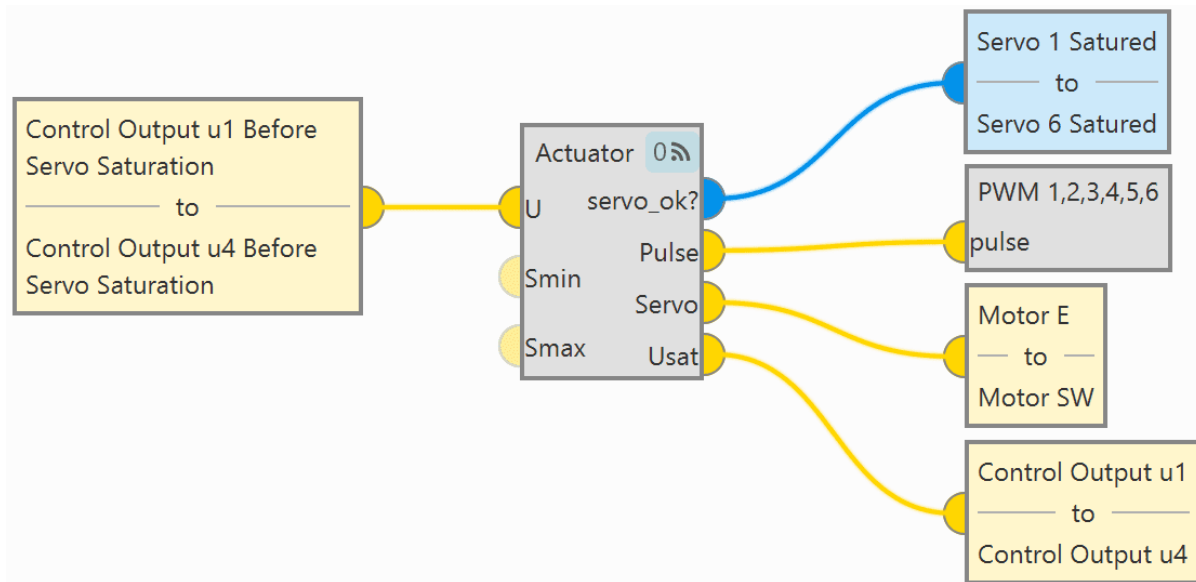 Control Output u1 Before
Servo Saturation
to
Control Output u4 Before
Servo Saturation
Actuator 0
U
Smin
Smax
servo_ok?
Pulse
Servo
Usat
Servo 1 Satured
to
Servo 6 Satured
PWM 1,2,3,4,5,6
pulse
Motor E
to
Motor SW
Control Output u1
to
Control Output u4